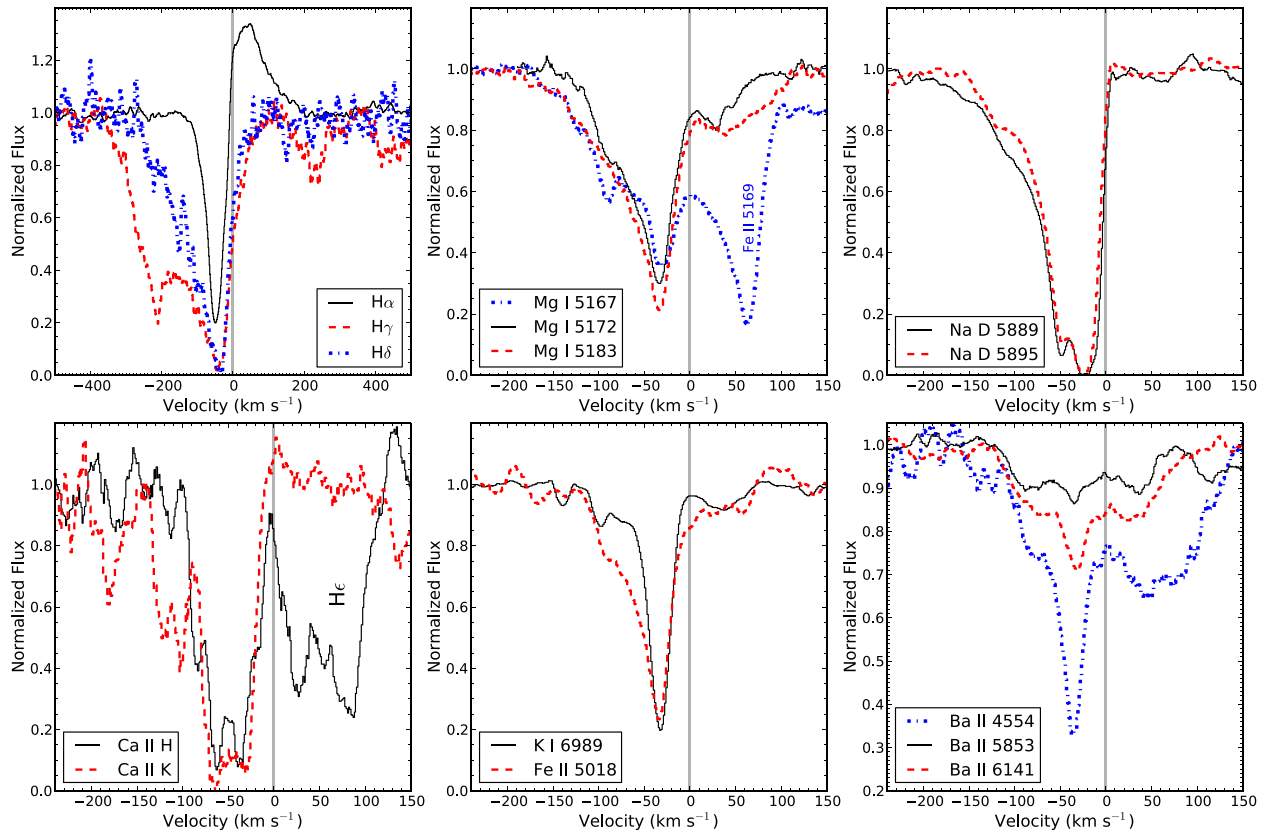 1.2
1.0
0.8
0.6
0.4
0.2
0.0
Normalized Flux
−400 −200 0 200 400
Velocity (km s⁻¹)
Hα
Hγ
Hδ
1.0
0.8
0.6
0.4
0.2
0.0
Normalized Flux
−200 −150 −100 −50 0 50 100 150
Velocity (km s⁻¹)
Fe II 5169
Mg I 5167
Mg I 5172
Mg I 5183
1.0
0.8
0.6
0.4
0.2
0.0
Normalized Flux
−200 −150 −100 −50 0 50 100 150
Velocity (km s⁻¹)
Na D 5889
Na D 5895
1.0
0.8
0.6
0.4
0.2
0.0
Normalized Flux
−200 −150 −100 −50 0 50 100 150
Velocity (km s⁻¹)
Hϵ
Ca II H
Ca II K
1.0
0.8
0.6
0.4
0.2
0.0
Normalized Flux
−200 −150 −100 −50 0 50 100 150
Velocity (km s⁻¹)
K I 6989
Fe II 5018
1.0
0.9
0.8
0.7
0.6
0.5
0.4
0.3
0.2
Normalized Flux
−200 −150 −100 −50 0 50 100 150
Velocity (km s⁻¹)
Ba II 4554
Ba II 5853
Ba II 6141